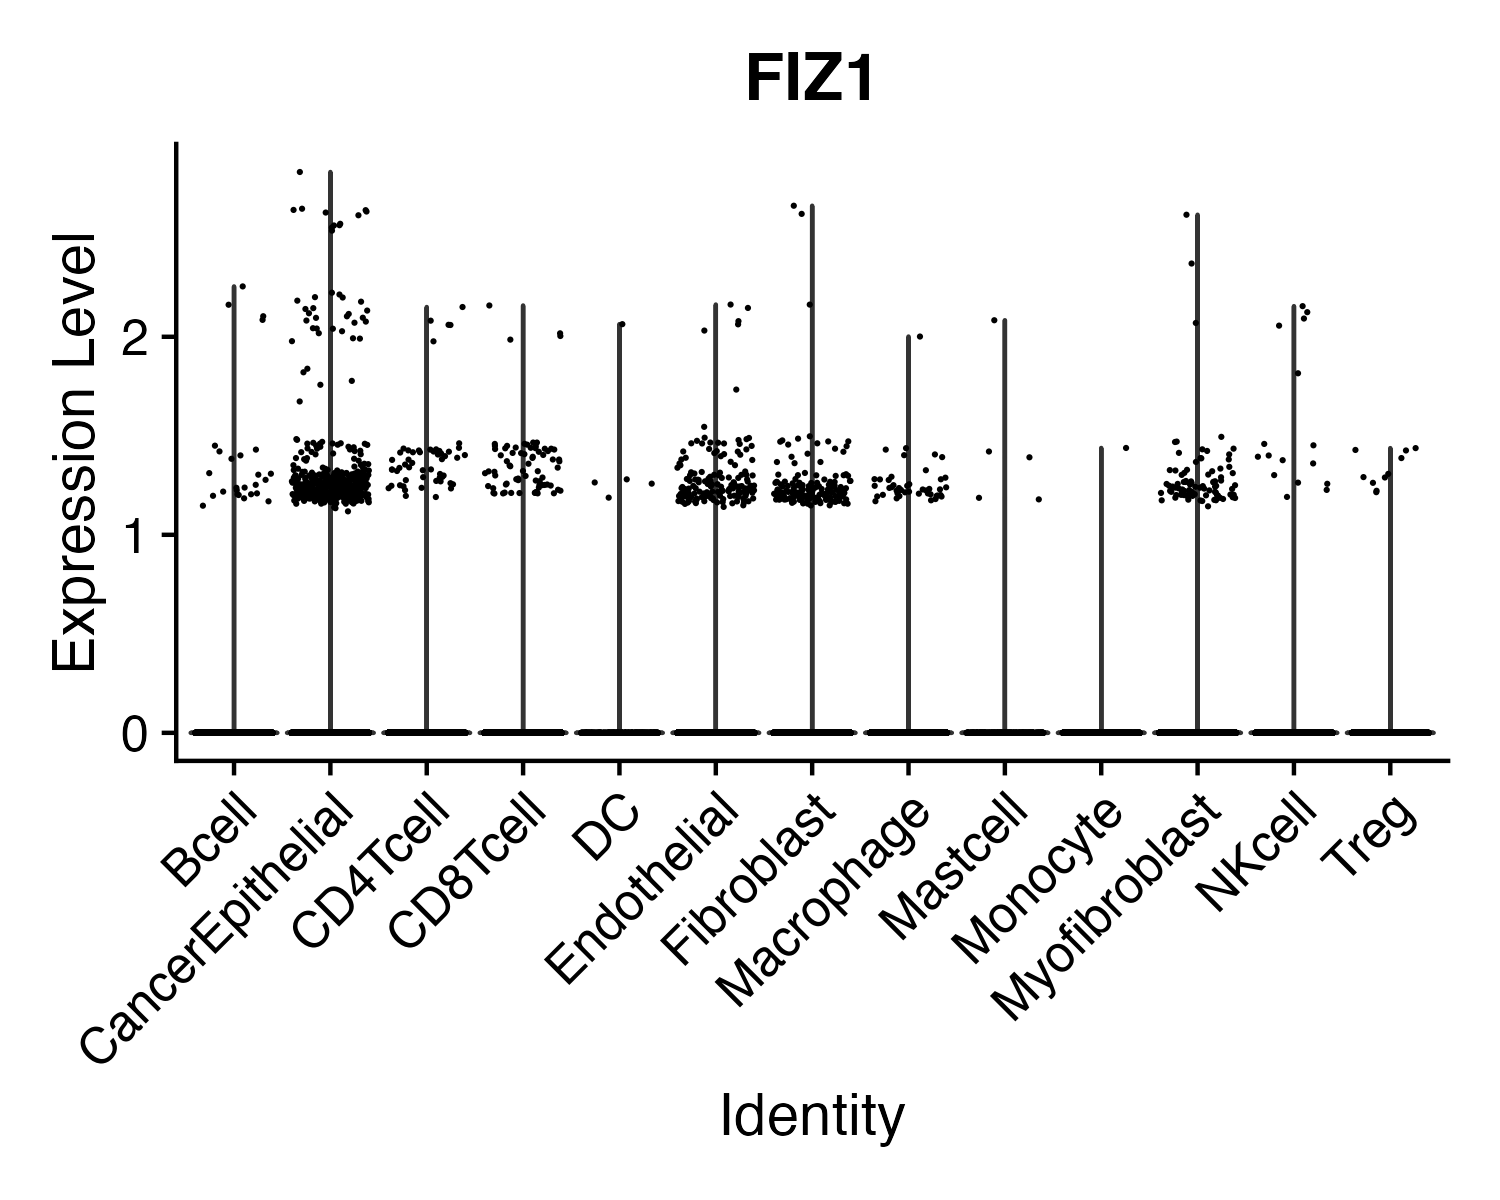 FIZ1
Expression Level
2
1
0
Bcell
CancerEpithelial
CD4Tcell
CD8Tcell
DC
Endothelial
Fibroblast
Macrophage
Mastcell
Monocyte
Myofibroblast
NKcell
Treg
Identity